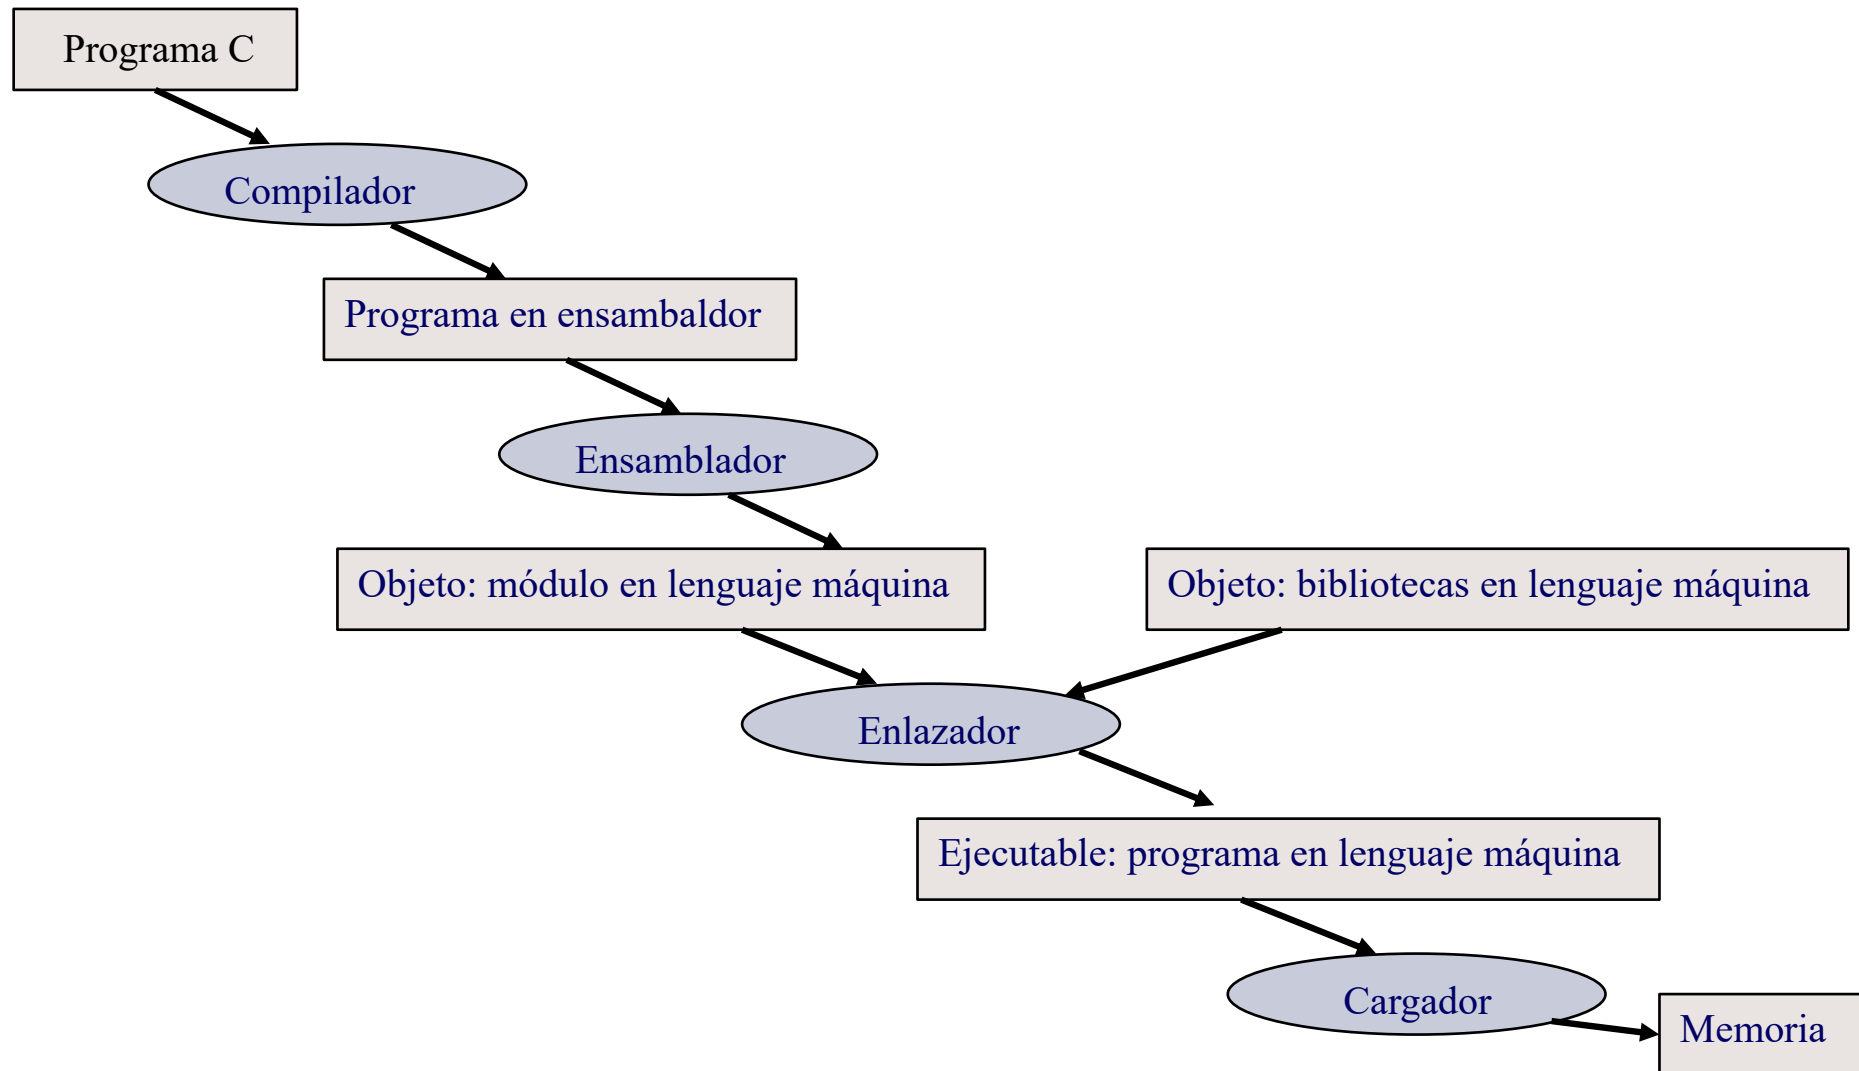 Programa C
Compilador
Programa en ensambaldor
Ensamblador
Objeto: módulo en lenguaje máquina
Objeto: bibliotecas en lenguaje máquina
Enlazador
Ejecutable: programa en lenguaje máquina
Cargador
Memoria